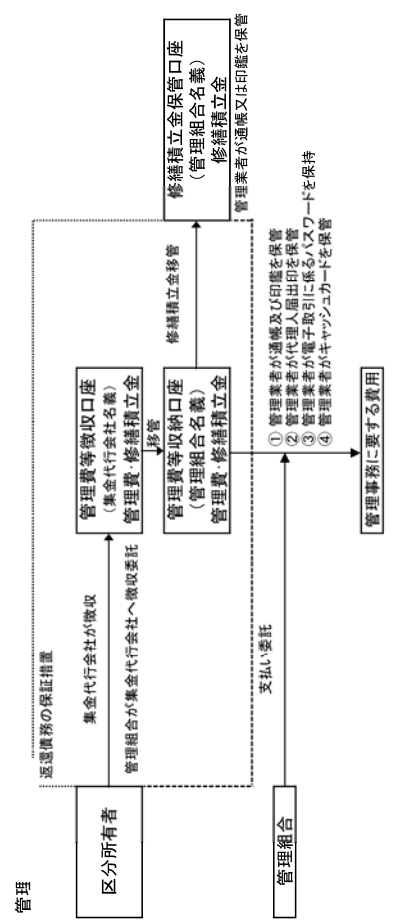 管理
返還債務の保証措置
区分所有者
集金代行会社が徴収
管理組合が集金代行会社へ徴収委託
管理費等徴収口座
(集金代行会社名義)
管理費･修繕積立金
移管
管理費等収納口座
(管理組合名義)
管理費･修繕積立金
修繕積立金移管
修繕積立金保管口座
(管理組合名義)
修繕積立金
管理業者が通帳又は印鑑を保管
管理組合
支払い委託
① 管理業者が通帳及び印鑑を保管
② 管理業者が代理人届出印を保管
③ 管理業者が電子取引に係るパスワードを保持
④ 管理業者がキャッシュカードを保管
管理事務に要する費用